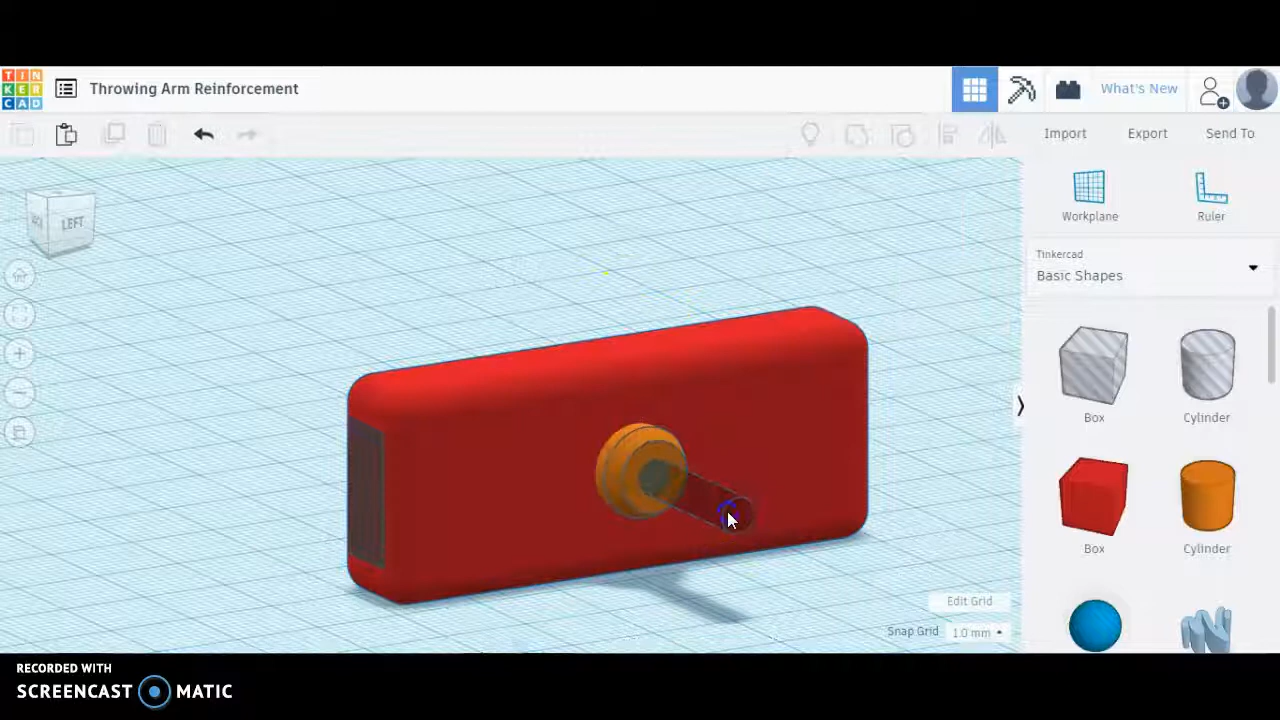 TIN
KER
CAD
Throwing Arm Reinforcement
What's New
Import
Export
Send To
LEFT
Workplane
Ruler
Tinkercad
Basic Shapes
Box
Cylinder
Box
Cylinder
Edit Grid
Snap Grid
1.0 mm
RECORDED WITH
SCREENCAST MATIC